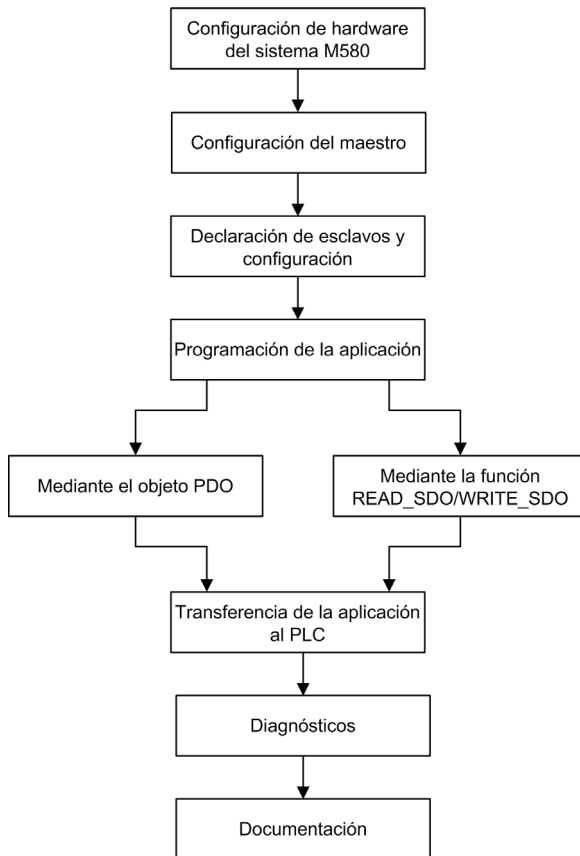 Configuración de hardware
del sistema M580
Configuración del maestro
Declaración de esclavos y
configuración
Programación de la aplicación
Mediante el objeto PDO
Mediante la función
READ_SDO/WRITE_SDO
Transferencia de la aplicación
al PLC
Diagnósticos
Documentación